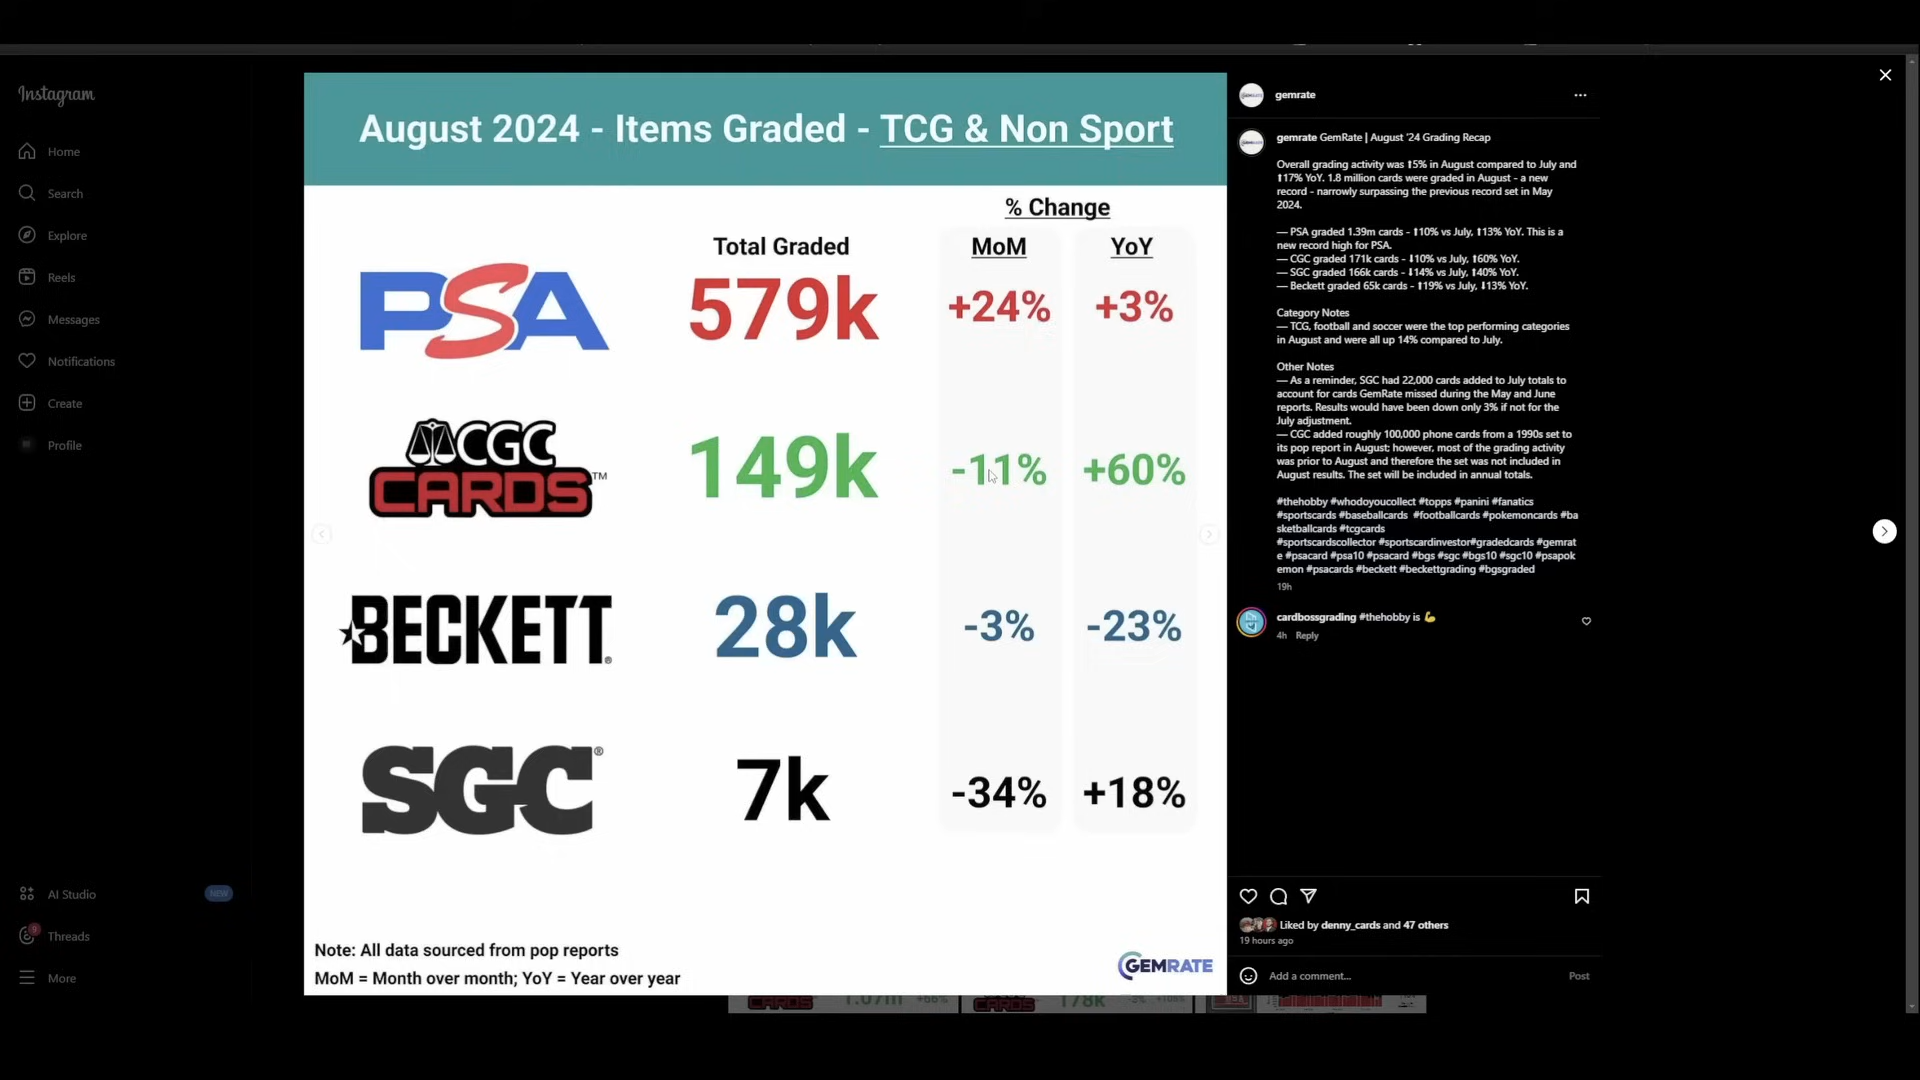 Instagram
Home
Search
Explore
Reels
Messages
Notifications
Create
Profile
AI Studio
NEW
9
Threads
More
August 2024 - Items Graded - TCG & Non Sport
% Change
Total Graded
MoM
YoY
PSA
579k
+24%
+3%
CGC
CARDS™
149k
-11%
+60%
BECKETT®
28k
-3%
-23%
SGC®
7k
-34%
+18%
Note: All data sourced from pop reports
MoM = Month over month; YoY = Year over year
GEMRATE
gemrate
gemrate GemRate | August '24 Grading Recap
Overall grading activity was ⬆5% in August compared to July and
⬆17% YoY. 1.8 million cards were graded in August - a new
record - narrowly surpassing the previous record set in May
2024.
— PSA graded 1.39m cards - ⬆10% vs July, ⬆13% YoY. This is a
new record high for PSA.
— CGC graded 171k cards - ⬇10% vs July, ⬆60% YoY.
— SGC graded 166k cards - ⬇14% vs July, ⬆40% YoY.
— Beckett graded 65k cards - ⬆19% vs July, ⬇13% YoY.
Category Notes
— TCG, football and soccer were the top performing categories
in August and were all up 14% compared to July.
Other Notes
— As a reminder, SGC had 22,000 cards added to July totals to
account for cards GemRate missed during the May and June
reports. Results would have been down only 3% if not for the
July adjustment.
— CGC added roughly 100,000 phone cards from a 1990s set to
its pop report in August; however, most of the grading activity
was prior to August and therefore the set was not included in
August results. The set will be included in annual totals.
#thehobby #whodoyoucollect #topps #panini #fanatics
#sportscards #baseballcards #footballcards #pokemoncards #ba
sketballcards #tcgcards
#sportscardscollector #sportscardinvestor#gradedcards #gemrat
e #psacard #psa10 #psacard #bgs #sgc #bgs10 #sgc10 #psapok
emon #psacards #beckett #beckettgrading #bgsgraded
19h
cardbossgrading #thehobby is 💪
4h Reply
Liked by denny_cards and 47 others
19 hours ago
Add a comment...
Post
CARDS
1.07m
+66%
CARDS
178k